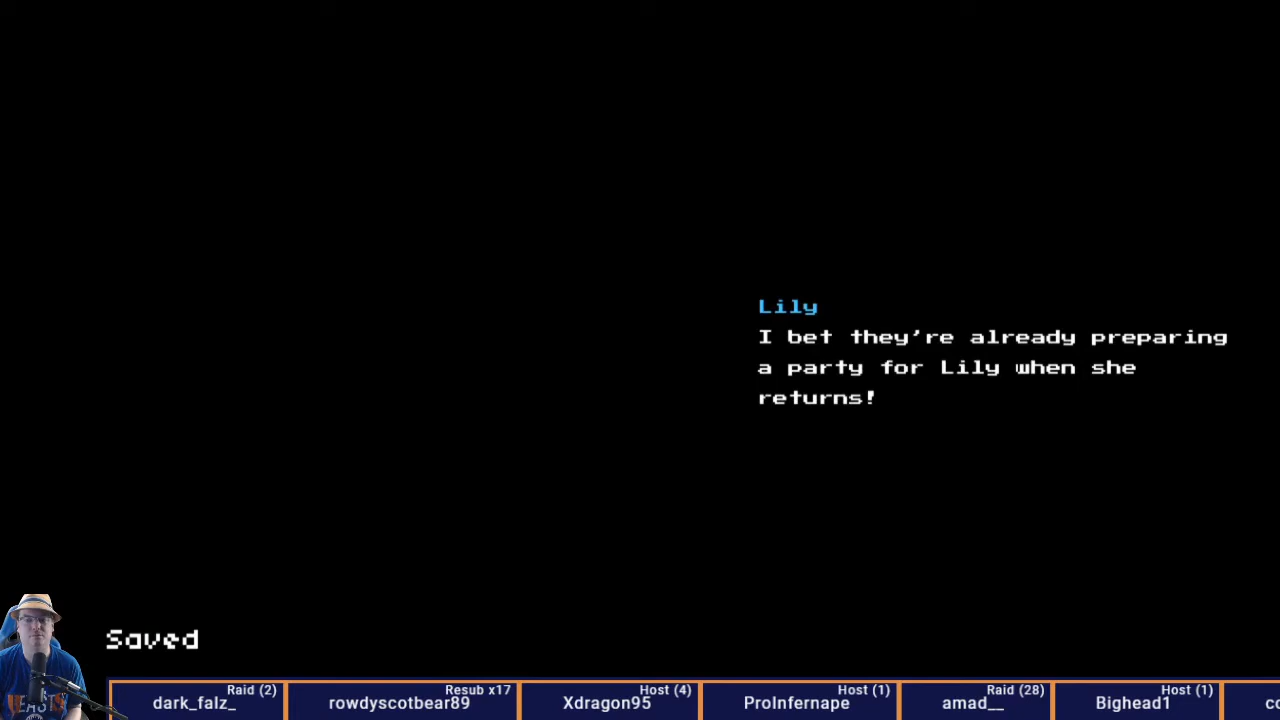 Lily
I bet they're already preparing
a party for Lily when she
returns!
Saved
Raid (2)
dark_falz_
Resub x17
rowdyscotbear89
Host (4)
Xdragon95
Host (1)
ProInfernape
Raid (28)
amad__
Host (1)
Bighead1